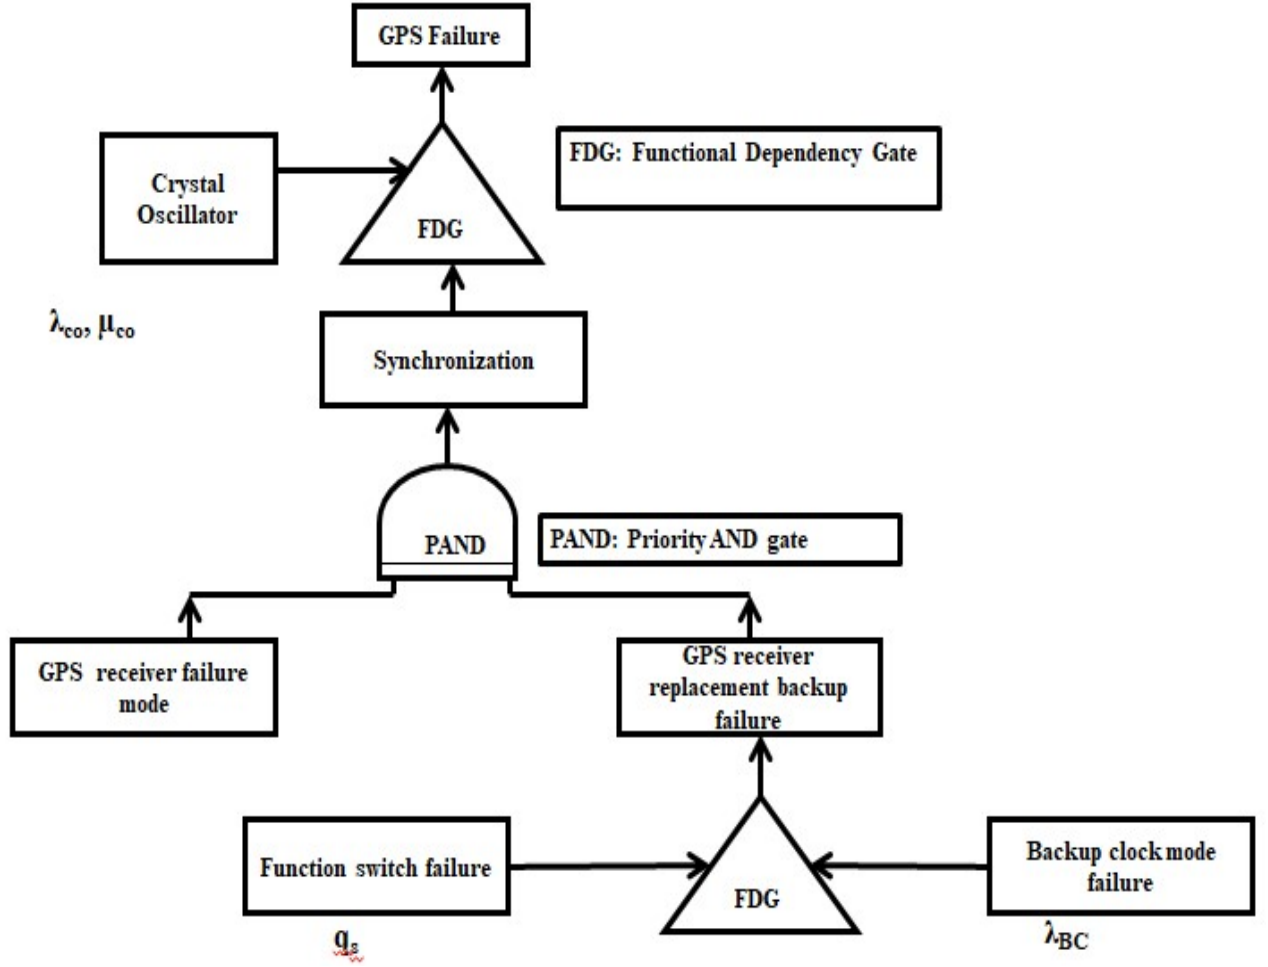 GPS Failure
Crystal
Oscillator
FDG: Functional Dependency Gate
FDG
λco, μco
Synchronization
PAND
PAND: Priority AND gate
GPS receiver failure
mode
GPS receiver
replacement backup
failure
Function switch failure
FDG
Backup clock mode
failure
qs
λBC